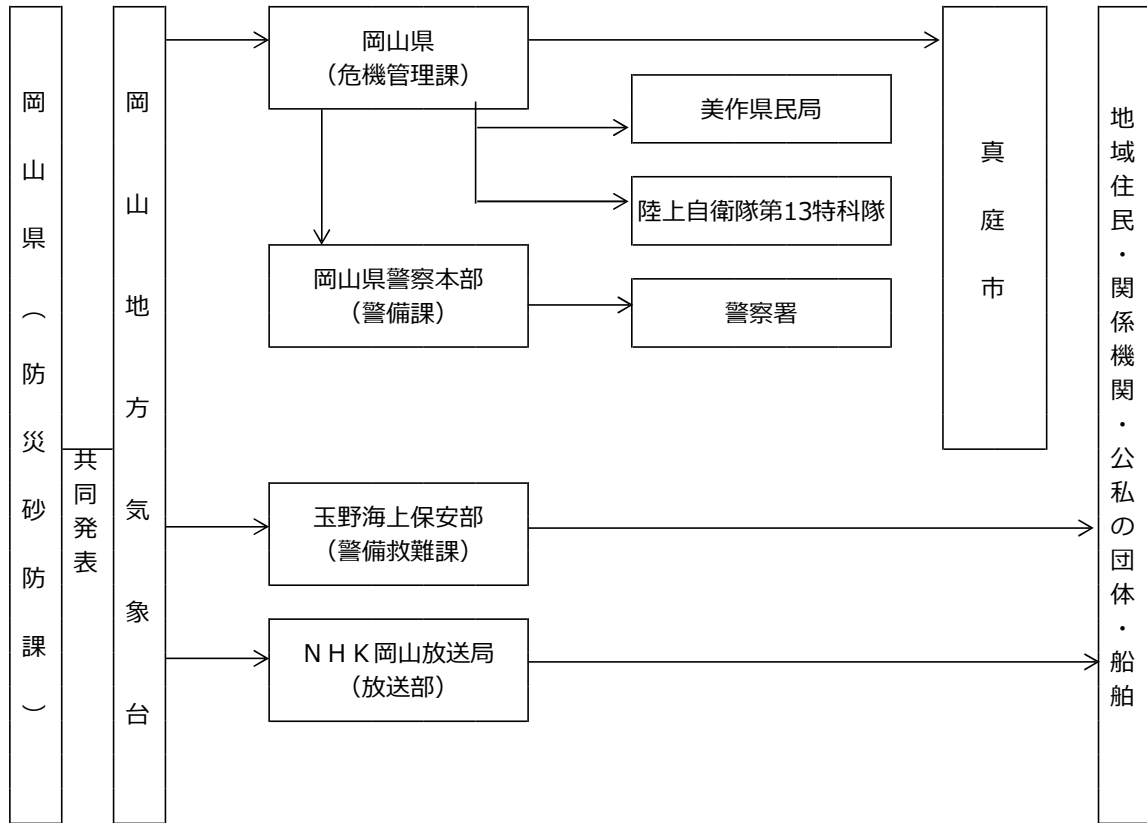 岡山県（防災砂防課）
共同発表
岡山地方気象台
岡山県
（危機管理課）
美作県民局
陸上自衛隊第13特科隊
岡山県警察本部
（警備課）
警察署
玉野海上保安部
（警備救難課）
ＮＨＫ岡山放送局
（放送部）
真庭市
地域住民・関係機関・公私の団体・船舶